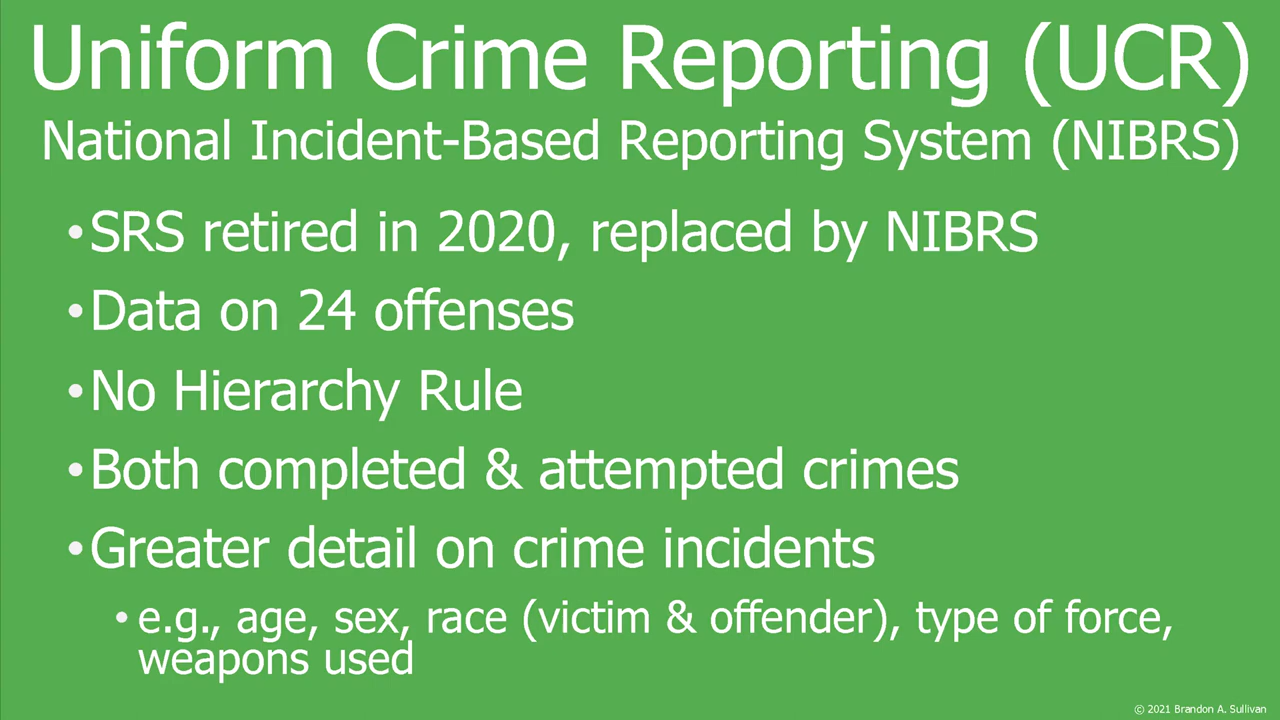 Uniform Crime Reporting (UCR)
National Incident-Based Reporting System (NIBRS)
•SRS retired in 2020, replaced by NIBRS
•Data on 24 offenses
•No Hierarchy Rule
•Both completed & attempted crimes
•Greater detail on crime incidents
•e.g., age, sex, race (victim & offender), type of force,
weapons used
© 2021 Brandon A. Sullivan